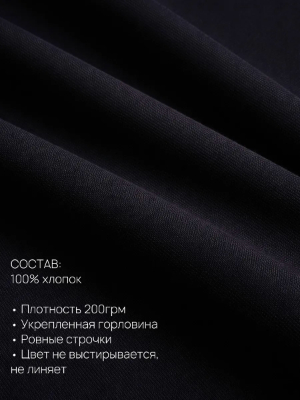 СОСТАВ:
100% хлопок
• Плотность 200грм
• Укрепленная горловина
• Ровные строчки
• Цвет не выстирывается,
не линяет